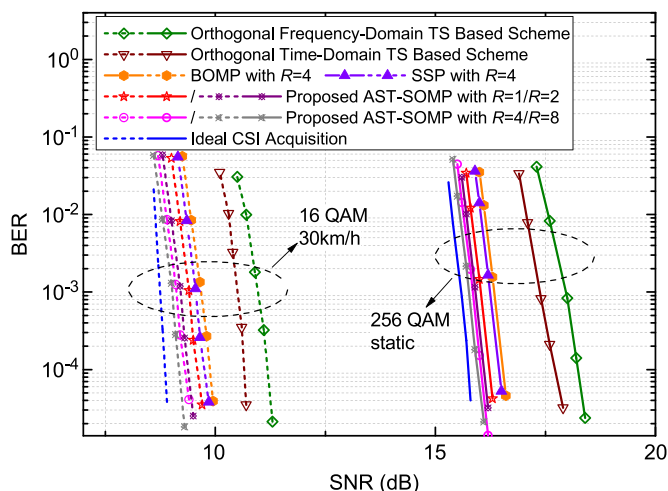 Orthogonal Frequency-Domain TS Based Scheme
Orthogonal Time-Domain TS Based Scheme
BOMP with R=4 SSP with R=4
/ Proposed AST-SOMP with R=1/R=2
/ Proposed AST-SOMP with R=4/R=8
Ideal CSI Acquisition
10⁰
10⁻¹
10⁻²
10⁻³
10⁻⁴
BER
16 QAM
30km/h
256 QAM
static
10 15 20
SNR (dB)